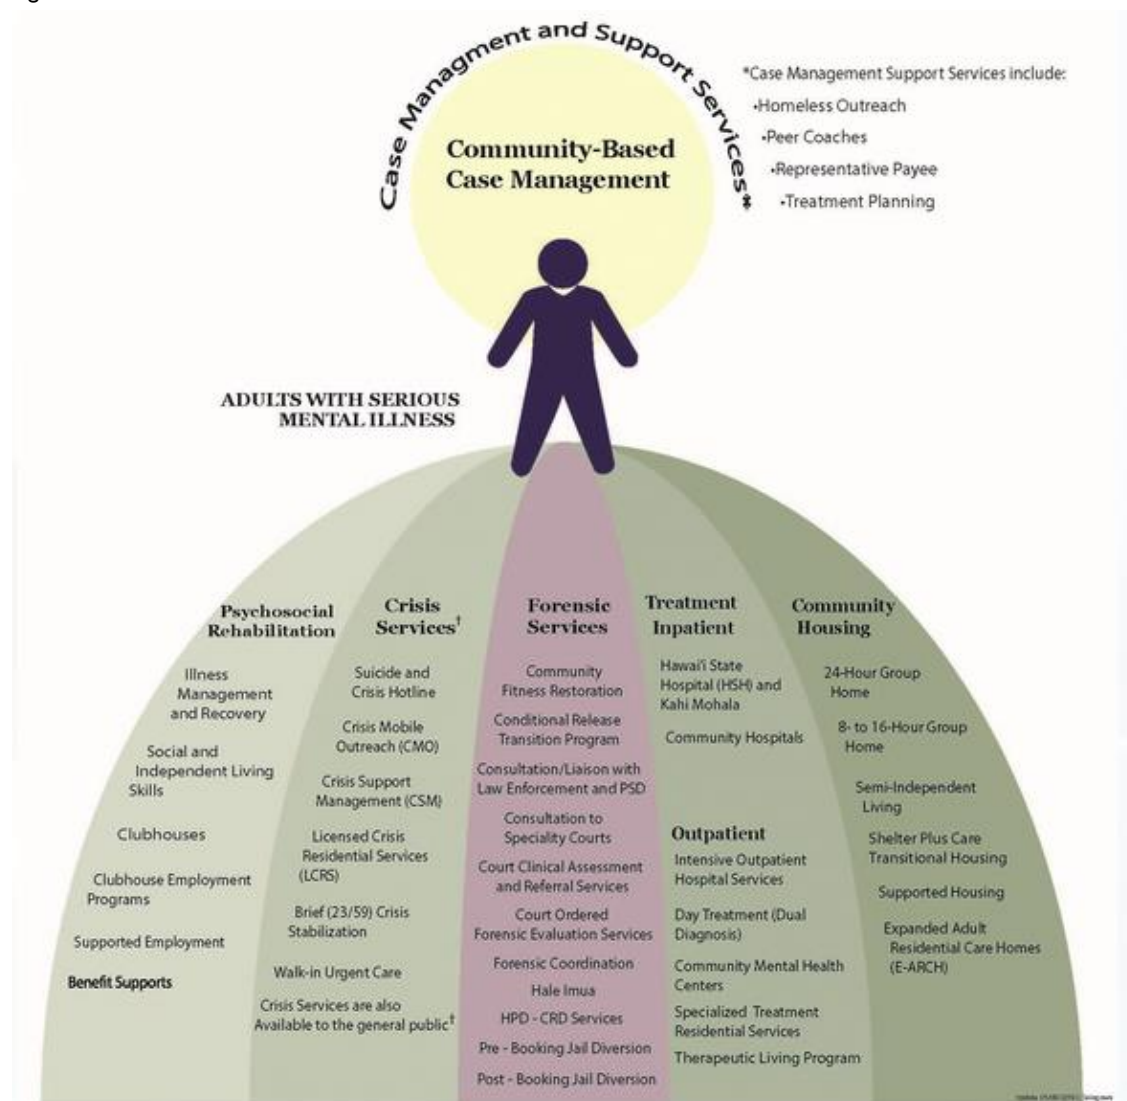 Case Managment and Support Services*
Community-Based
Case Management
*Case Management Support Services include:
•Homeless Outreach
•Peer Coaches
•Representative Payee
•Treatment Planning
ADULTS WITH SERIOUS
MENTAL ILLNESS
Psychosocial
Rehabilitation
Illness
Management
and Recovery
Social and
Independent Living
Skills
Clubhouses
Clubhouse Employment
Programs
Supported Employment
Benefit Supports
Crisis
Services†
Suicide and
Crisis Hotline
Crisis Mobile
Outreach (CMO)
Crisis Support
Management (CSM)
Licensed Crisis
Residential Services
(LCRS)
Brief (23/59) Crisis
Stabilization
Walk-in Urgent Care
Crisis Services are also
Available to the general public†
Forensic
Services
Community
Fitness Restoration
Conditional Release
Transition Program
Consultation/Liaison with
Law Enforcement and PSD
Consultation to
Speciality Courts
Court Clinical Assessment
and Referral Services
Court Ordered
Forensic Evaluation Services
Forensic Coordination
Hale Imua
HPD - CRD Services
Pre - Booking Jail Diversion
Post - Booking Jail Diversion
Treatment
Inpatient
Hawai'i State
Hospital (HSH) and
Kahi Mohala
Community Hospitals
Outpatient
Intensive Outpatient
Hospital Services
Day Treatment (Dual
Diagnosis)
Community Mental Health
Centers
Specialized Treatment
Residential Services
Therapeutic Living Program
Community
Housing
24-Hour Group
Home
8- to 16-Hour Group
Home
Semi-Independent
Living
Shelter Plus Care
Transitional Housing
Supported Housing
Expanded Adult
Residential Care Homes
(E-ARCH)